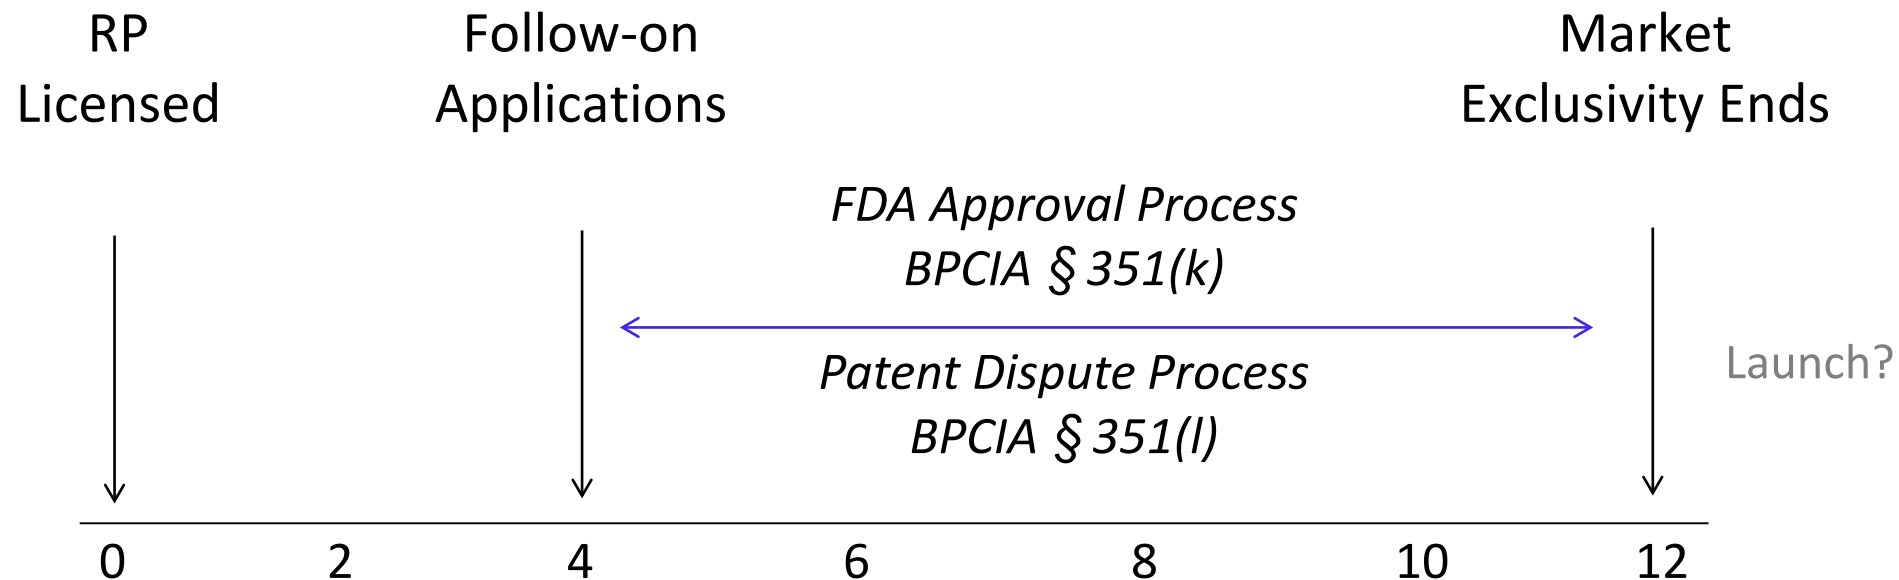 RP
Licensed
Follow-on
Applications
Market
Exclusivity Ends
FDA Approval Process
BPCIA § 351(k)
Patent Dispute Process
BPCIA § 351(l)
Launch?
0 2 4 6 8 10 12